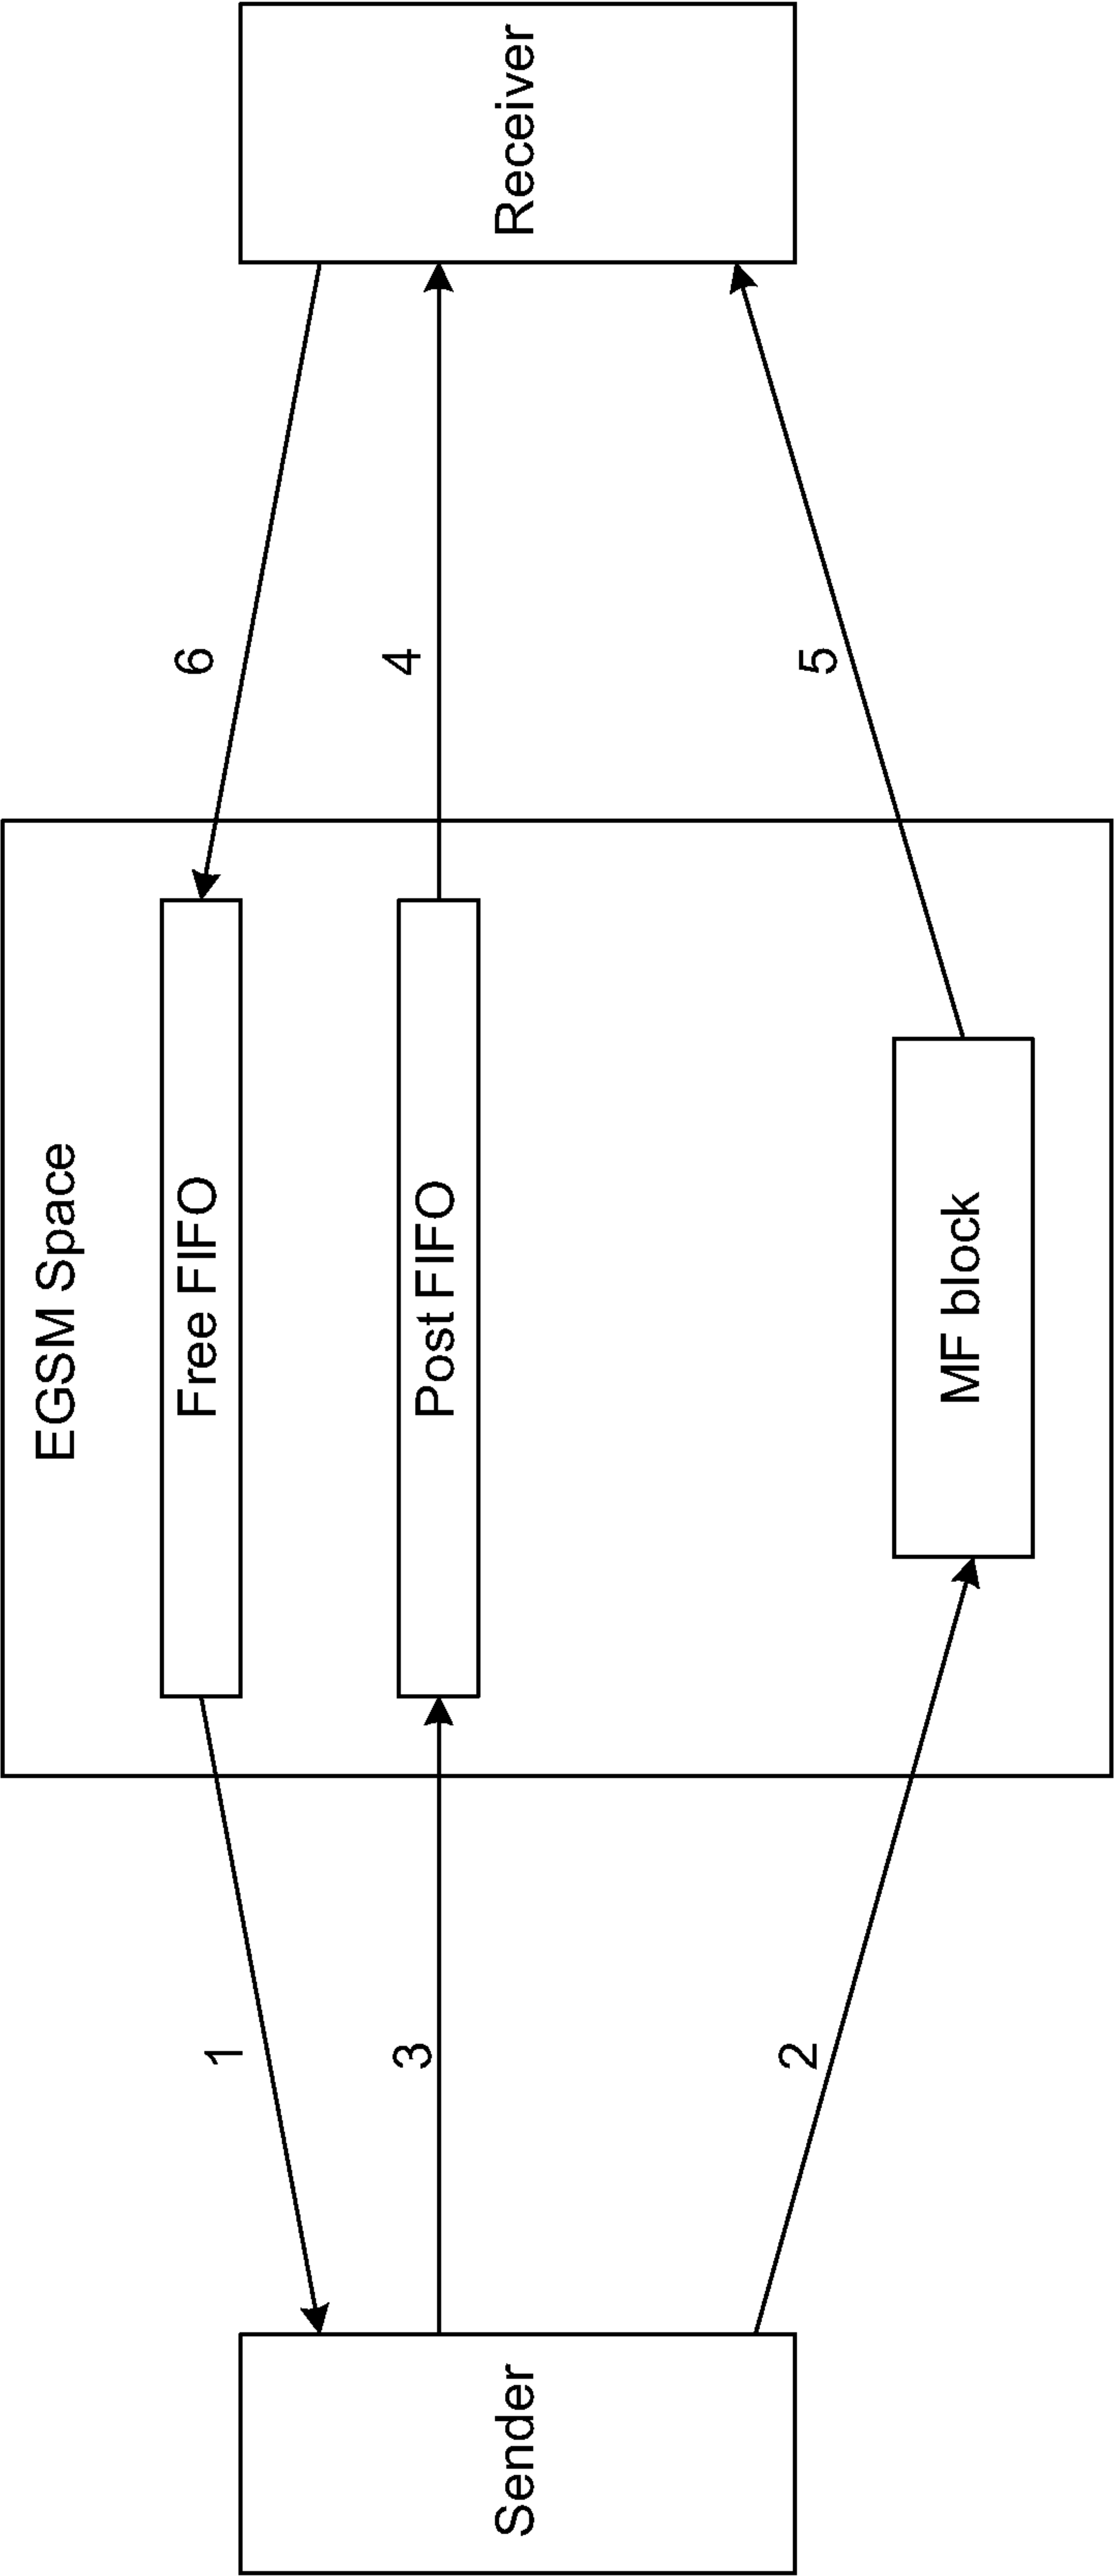 EGSM Space
Free FIFO
1
6
Post FIFO
3
4
Sender
Receiver
MF block
2
5